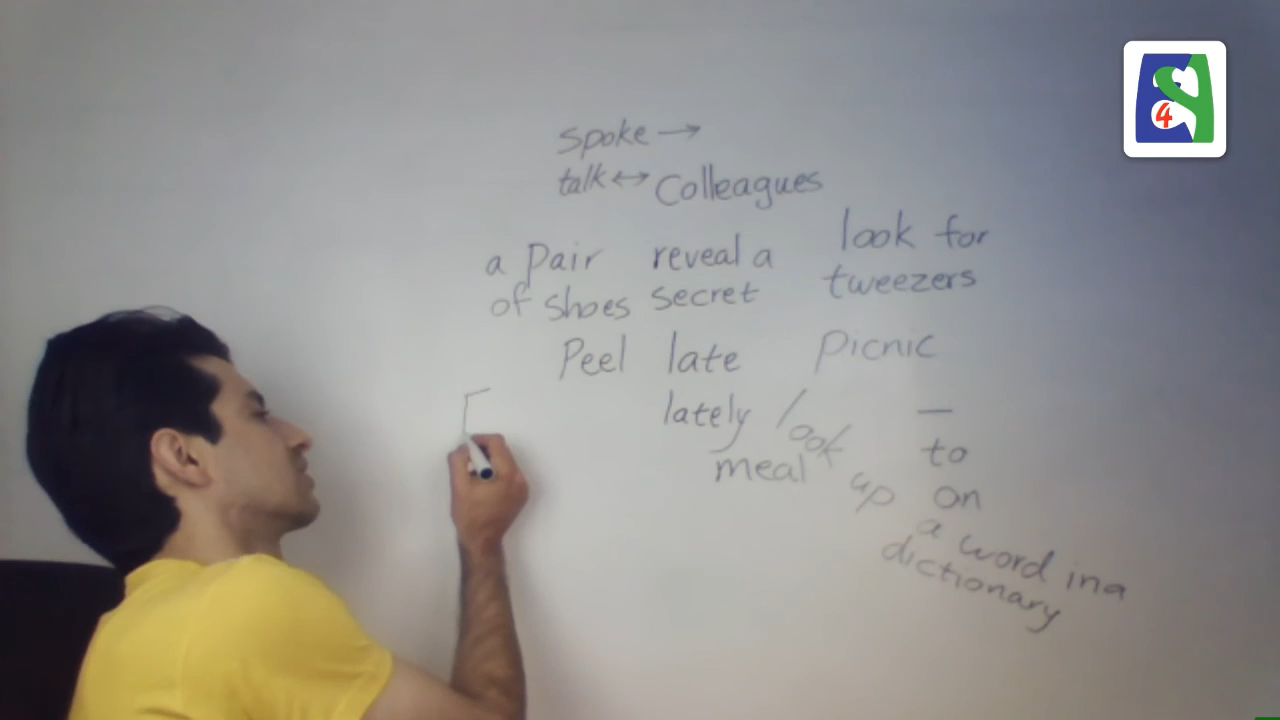 spoke →
talk ↔ Colleagues
a pair
of shoes
reveal a
secret
look for
tweezers
Peel
late
Picnic
lately
meal
look
up
—
to
on
a word in a
dictionary
4